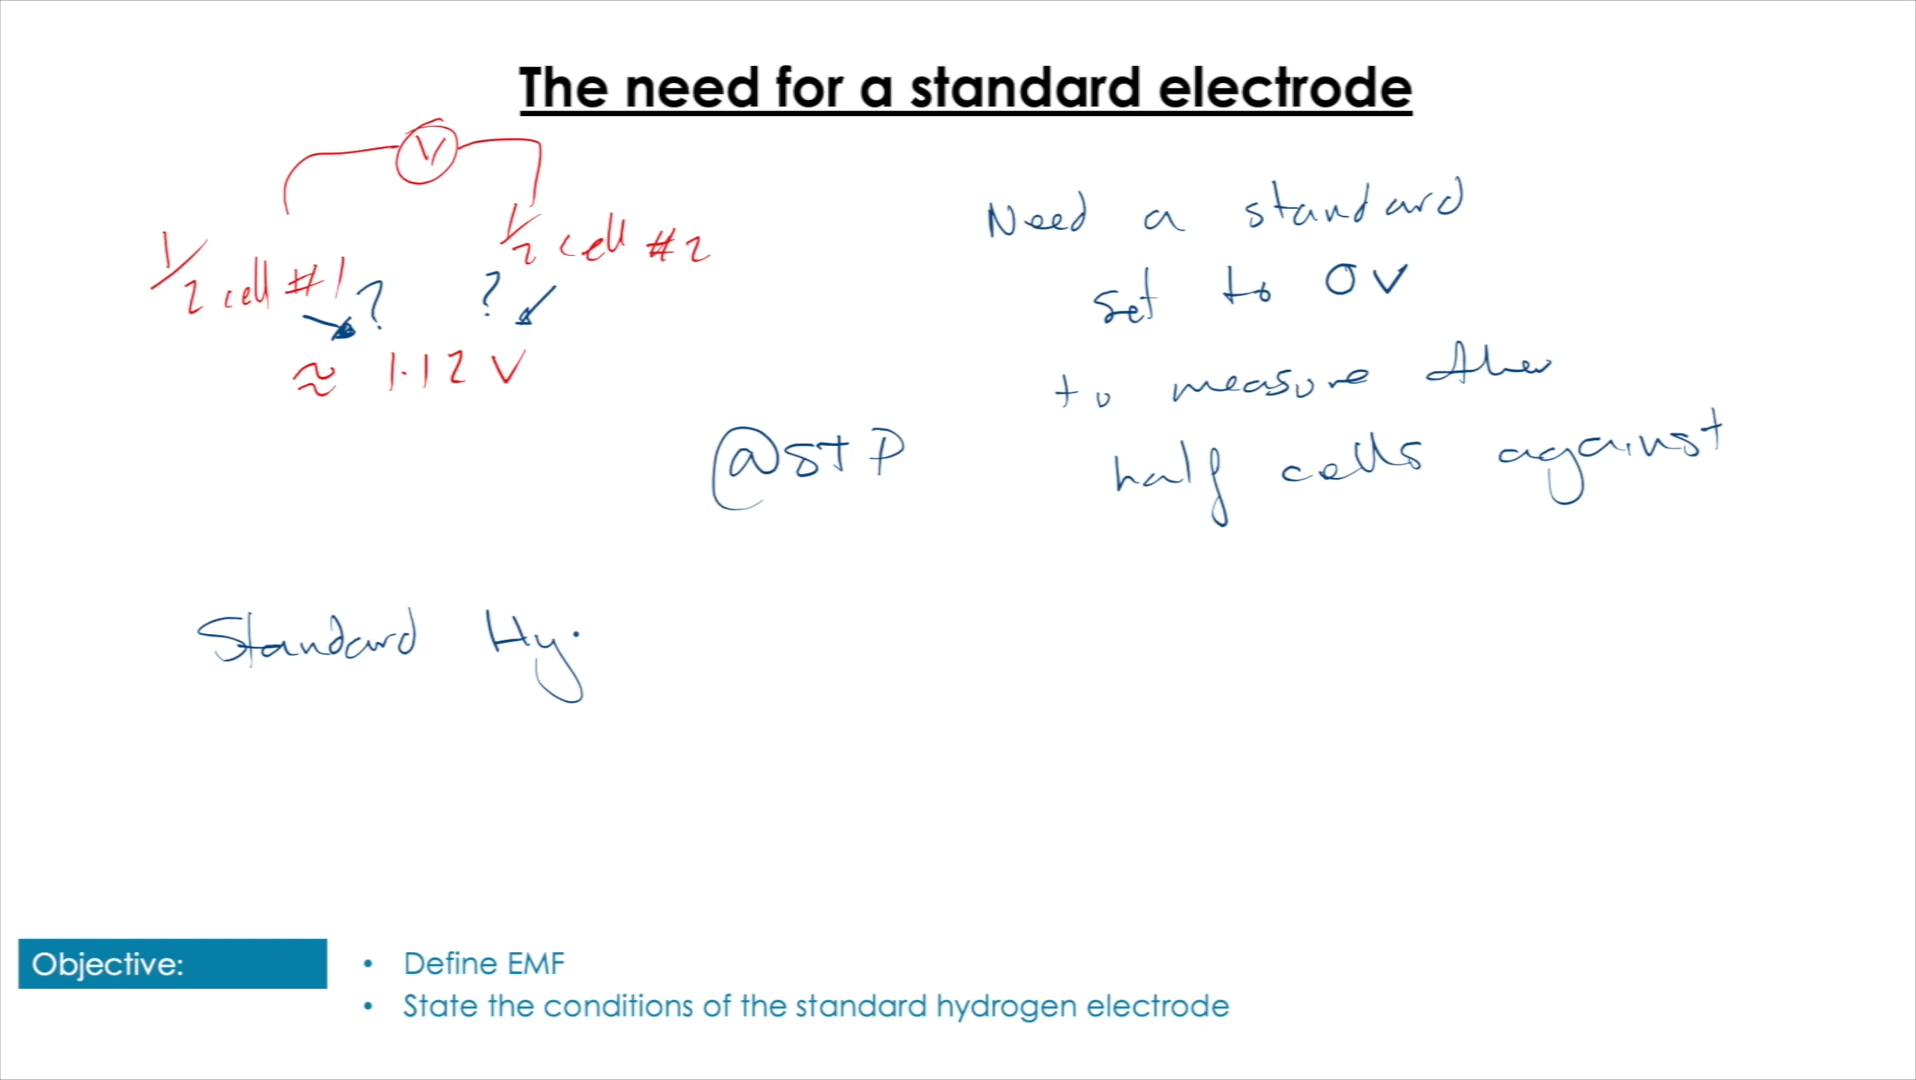 The need for a standard electrode
V
1/2 cell #1
1/2 cell #2
? ?
≈ 1.12 V
Need a standard
set to 0V
to measure other
half cells against
@STP
Standard Hy.
Objective:
• Define EMF
• State the conditions of the standard hydrogen electrode